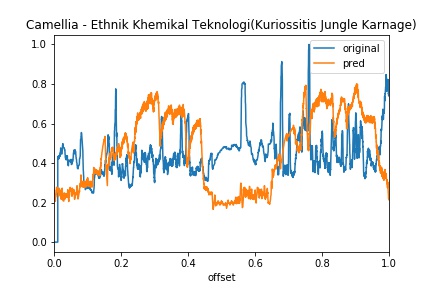 Camellia - Ethnik Khemikal Teknologi(Kuriossitis Jungle Karnage)
original
pred
1.0
0.8
0.6
0.4
0.2
0.0
0.0 0.2 0.4 0.6 0.8 1.0
offset